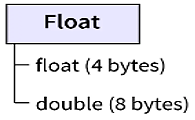 Float
float (4 bytes)
double (8 bytes)